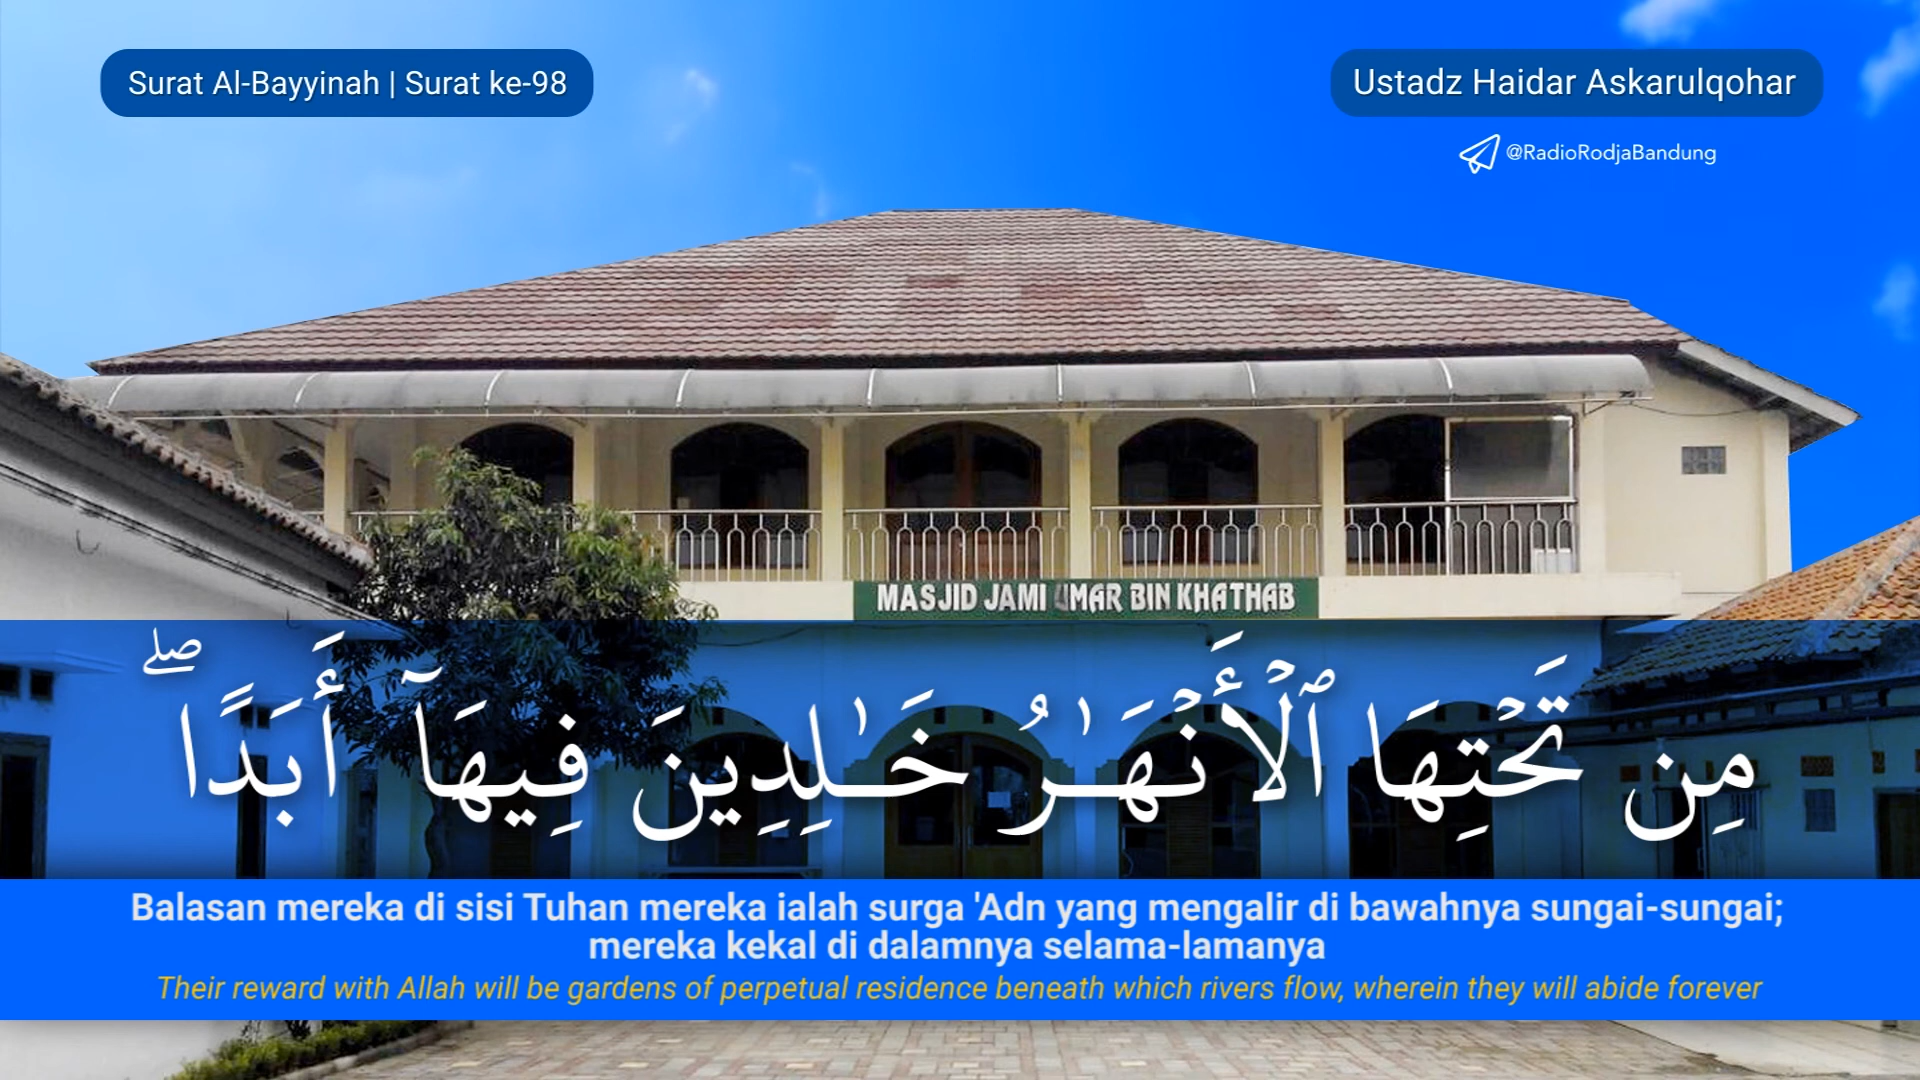 Surat Al-Bayyinah | Surat ke-98
Ustadz Haidar Askarulqohar
@RadioRodjaBandung
MASJID JAMI UMAR BIN KHATHAB
مِن تَحْتِهَا ٱلْأَنْهَـٰرُ خَـٰلِدِينَ فِيهَآ أَبَدًا ۖ
Balasan mereka di sisi Tuhan mereka ialah surga 'Adn yang mengalir di bawahnya sungai-sungai;
mereka kekal di dalamnya selama-lamanya
Their reward with Allah will be gardens of perpetual residence beneath which rivers flow, wherein they will abide forever